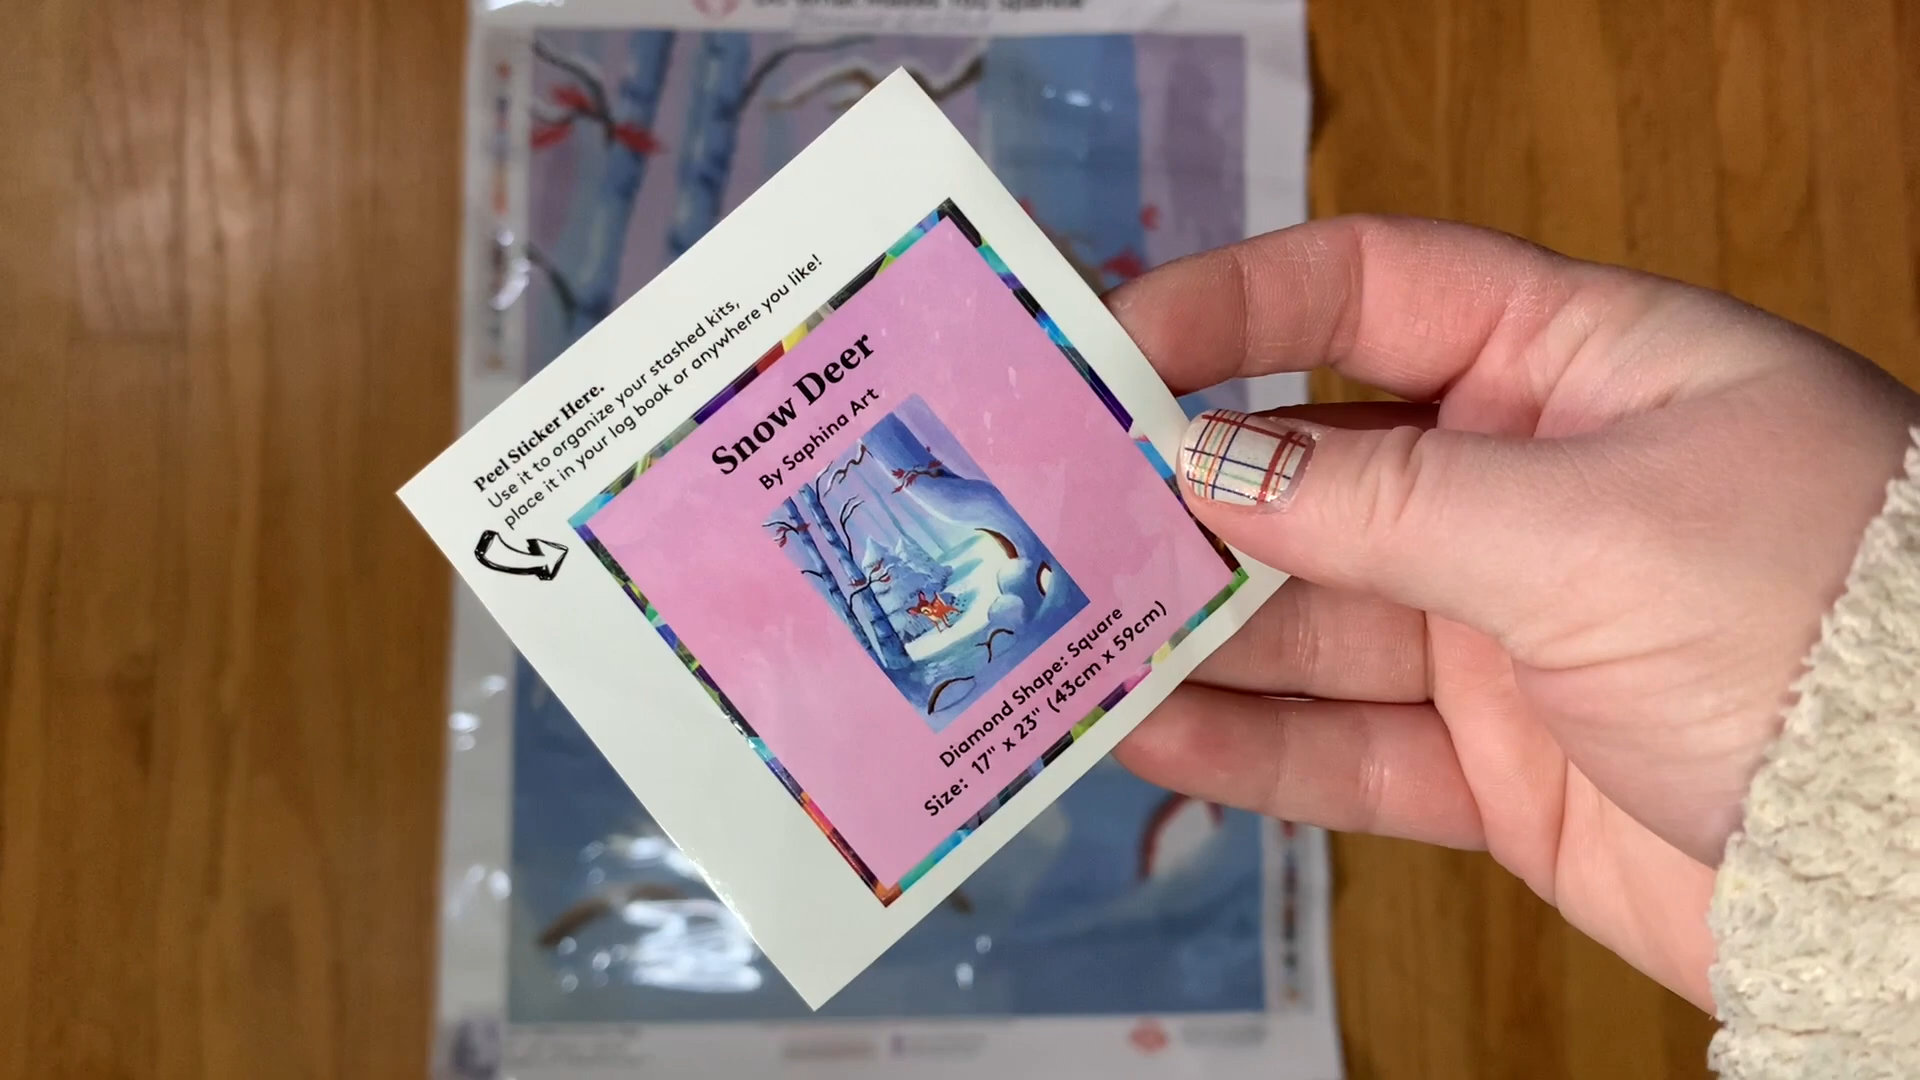 Peel Sticker Here.
Use it to organize your stashed kits,
place it in your log book or anywhere you like!
Snow Deer
By Saphina Art
Diamond Shape: Square
Size: 17" x 23" (43cm x 59cm)